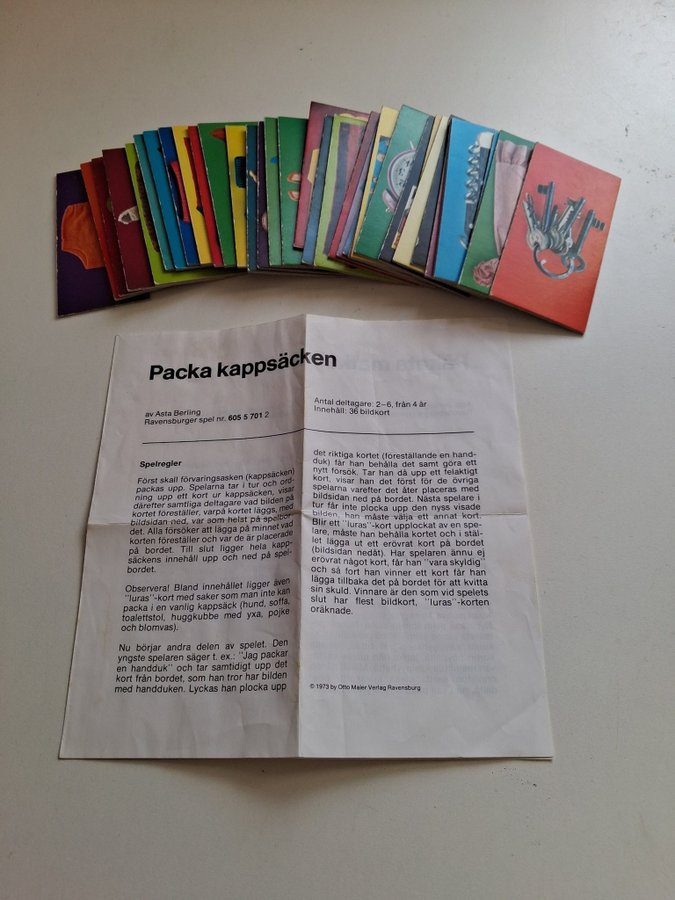 Packa kappsäcken
av Asta Berling
Ravensburger spel nr. 605 5 701 2
Antal deltagare: 2–6, från 4 år
Innehåll: 36 bildkort
Spelregler
Först skall förvaringsasken (kappsäcken)
packas upp. Spelarna tar i tur och ord-
ning upp ett kort ur kappsäcken, visar
därefter samtliga deltagare vad bilden på
kortet föreställer, varpå kortet läggs, med
bildsidan ned, var som helst på spelbor-
det. Alla försöker att lägga på minnet vad
korten föreställer och var de är placerade
på bordet. Till slut ligger hela kapp-
säckens innehåll upp och ned på spel-
bordet.
Observera! Bland innehållet ligger även
"luras"-kort med saker som man inte kan
packa i en vanlig kappsäck (hund, soffa,
toalettstol, huggkubbe med yxa, pojke
och blomvas).
Nu börjar andra delen av spelet. Den
yngste spelaren säger t. ex.: "Jag packar
en handduk" och tar samtidigt upp det
kort från bordet, som han tror har bilden
med handduken. Lyckas han plocka upp
det riktiga kortet (föreställande en hand-
duk) får han behålla det samt göra ett
nytt försök. Tar han då upp ett felaktigt
kort, visar han det först för de övriga
spelarna varefter det åter placeras med
bildsidan ned på bordet. Nästa spelare i
tur får inte plocka upp den nyss visade
bilden, han måste välja ett annat kort.
Blir ett "luras"-kort upplockat av en spe-
lare, måste han behålla kortet och i stäl-
let lägga ut ett erövrat kort på bordet
(bildsidan nedåt). Har spelaren ännu ej
erövrat något kort, får han "vara skyldig"
och så fort han vinner ett kort får han
lägga tillbaka det på bordet för att kvitta
sin skuld. Vinnare är den som vid spelets
slut har flest bildkort, "luras"-korten
oräknade.
© 1973 by Otto Maier Verlag Ravensburg